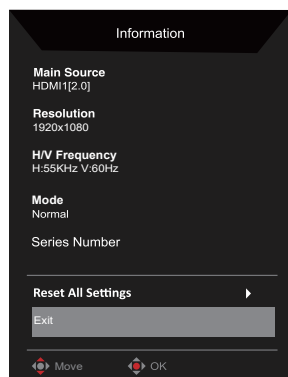 Information
Main Source
HDMI1[2.0]
Resolution
1920x1080
H/V Frequency
H:55KHz V:60Hz
Mode
Normal
Series Number
Reset All Settings
Exit
Move OK